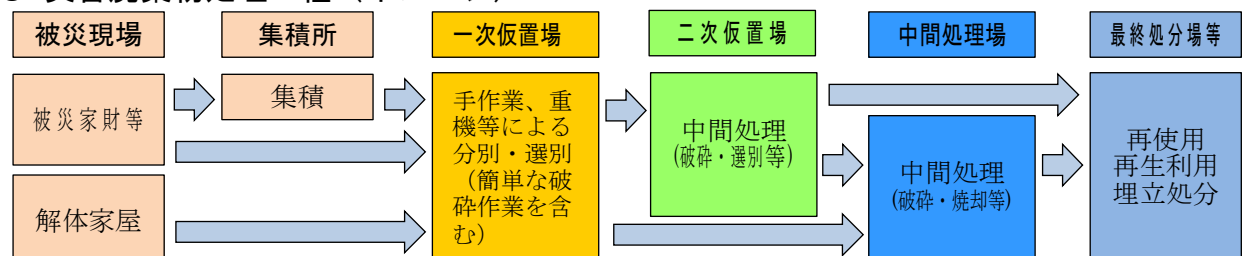 被災現場
集積所
一次仮置場
二次仮置場
中間処理場
最終処分場等
被災家財等
集積
手作業、重
機等による
分別・選別
（簡単な破
砕作業を含
む）
中間処理
(破砕・選別等)
中間処理
(破砕・焼却等)
再使用
再生利用
埋立処分
解体家屋